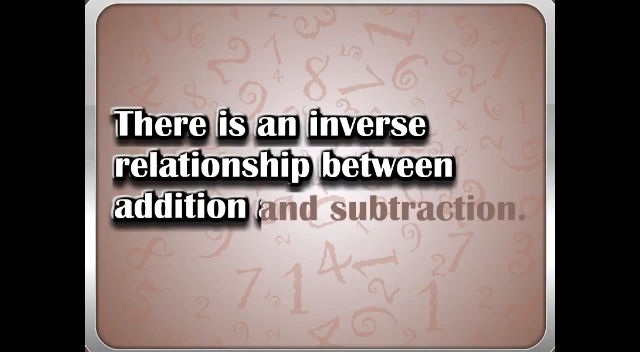 There is an inverse
relationship between
addition and subtraction.